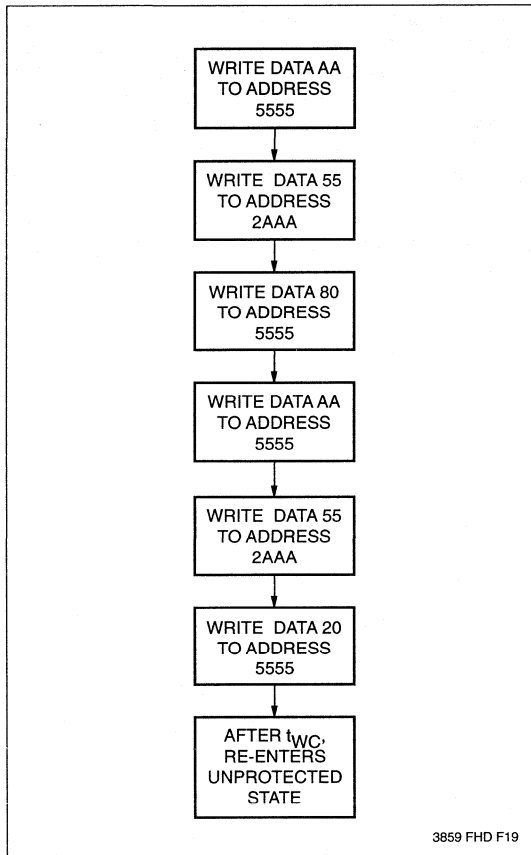 WRITE DATA AA
TO ADDRESS
5555
WRITE DATA 55
TO ADDRESS
2AAA
WRITE DATA 80
TO ADDRESS
5555
WRITE DATA AA
TO ADDRESS
5555
WRITE DATA 55
TO ADDRESS
2AAA
WRITE DATA 20
TO ADDRESS
5555
AFTER tWC,
RE-ENTERS
UNPROTECTED
STATE
3859 FHD F19